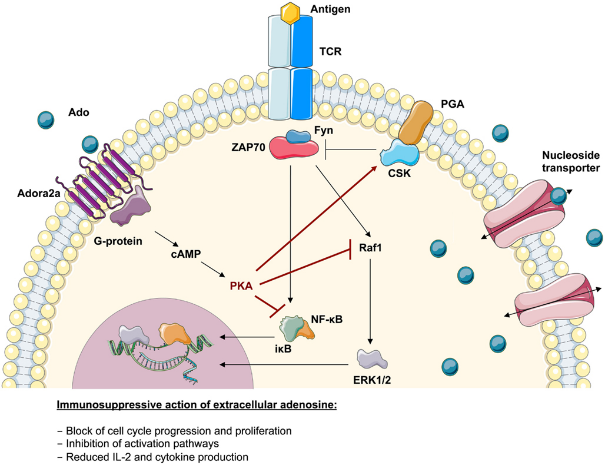 Antigen
TCR
PGA
Ado
Fyn
ZAP70
CSK
Nucleoside
transporter
Adora2a
G-protein
cAMP
Raf1
PKA
NF-κB
iκB
ERK1/2
Immunosuppressive action of extracellular adenosine:
– Block of cell cycle progression and proliferation
– Inhibition of activation pathways
– Reduced IL-2 and cytokine production